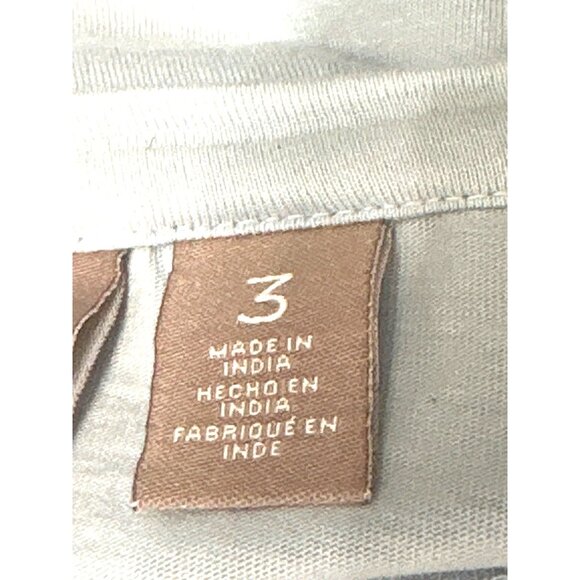 3
MADE IN
INDIA
HECHO EN
INDIA
FABRIQUÉ EN
INDE